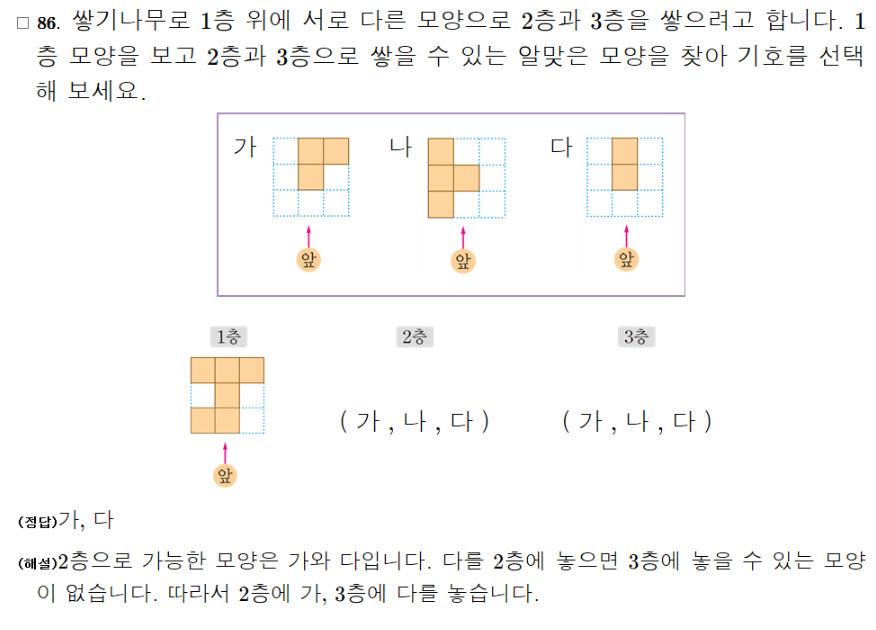 □ 86. 쌓기나무로 1층 위에 서로 다른 모양으로 2층과 3층을 쌓으려고 합니다. 1
층 모양을 보고 2층과 3층으로 쌓을 수 있는 알맞은 모양을 찾아 기호를 선택
해 보세요.
가 나 다
앞 앞 앞
1층 2층 3층
( 가 , 나 , 다 ) ( 가 , 나 , 다 )
앞
(정답)가, 다
(해설)2층으로 가능한 모양은 가와 다입니다. 다를 2층에 놓으면 3층에 놓을 수 있는 모양
이 없습니다. 따라서 2층에 가, 3층에 다를 놓습니다.